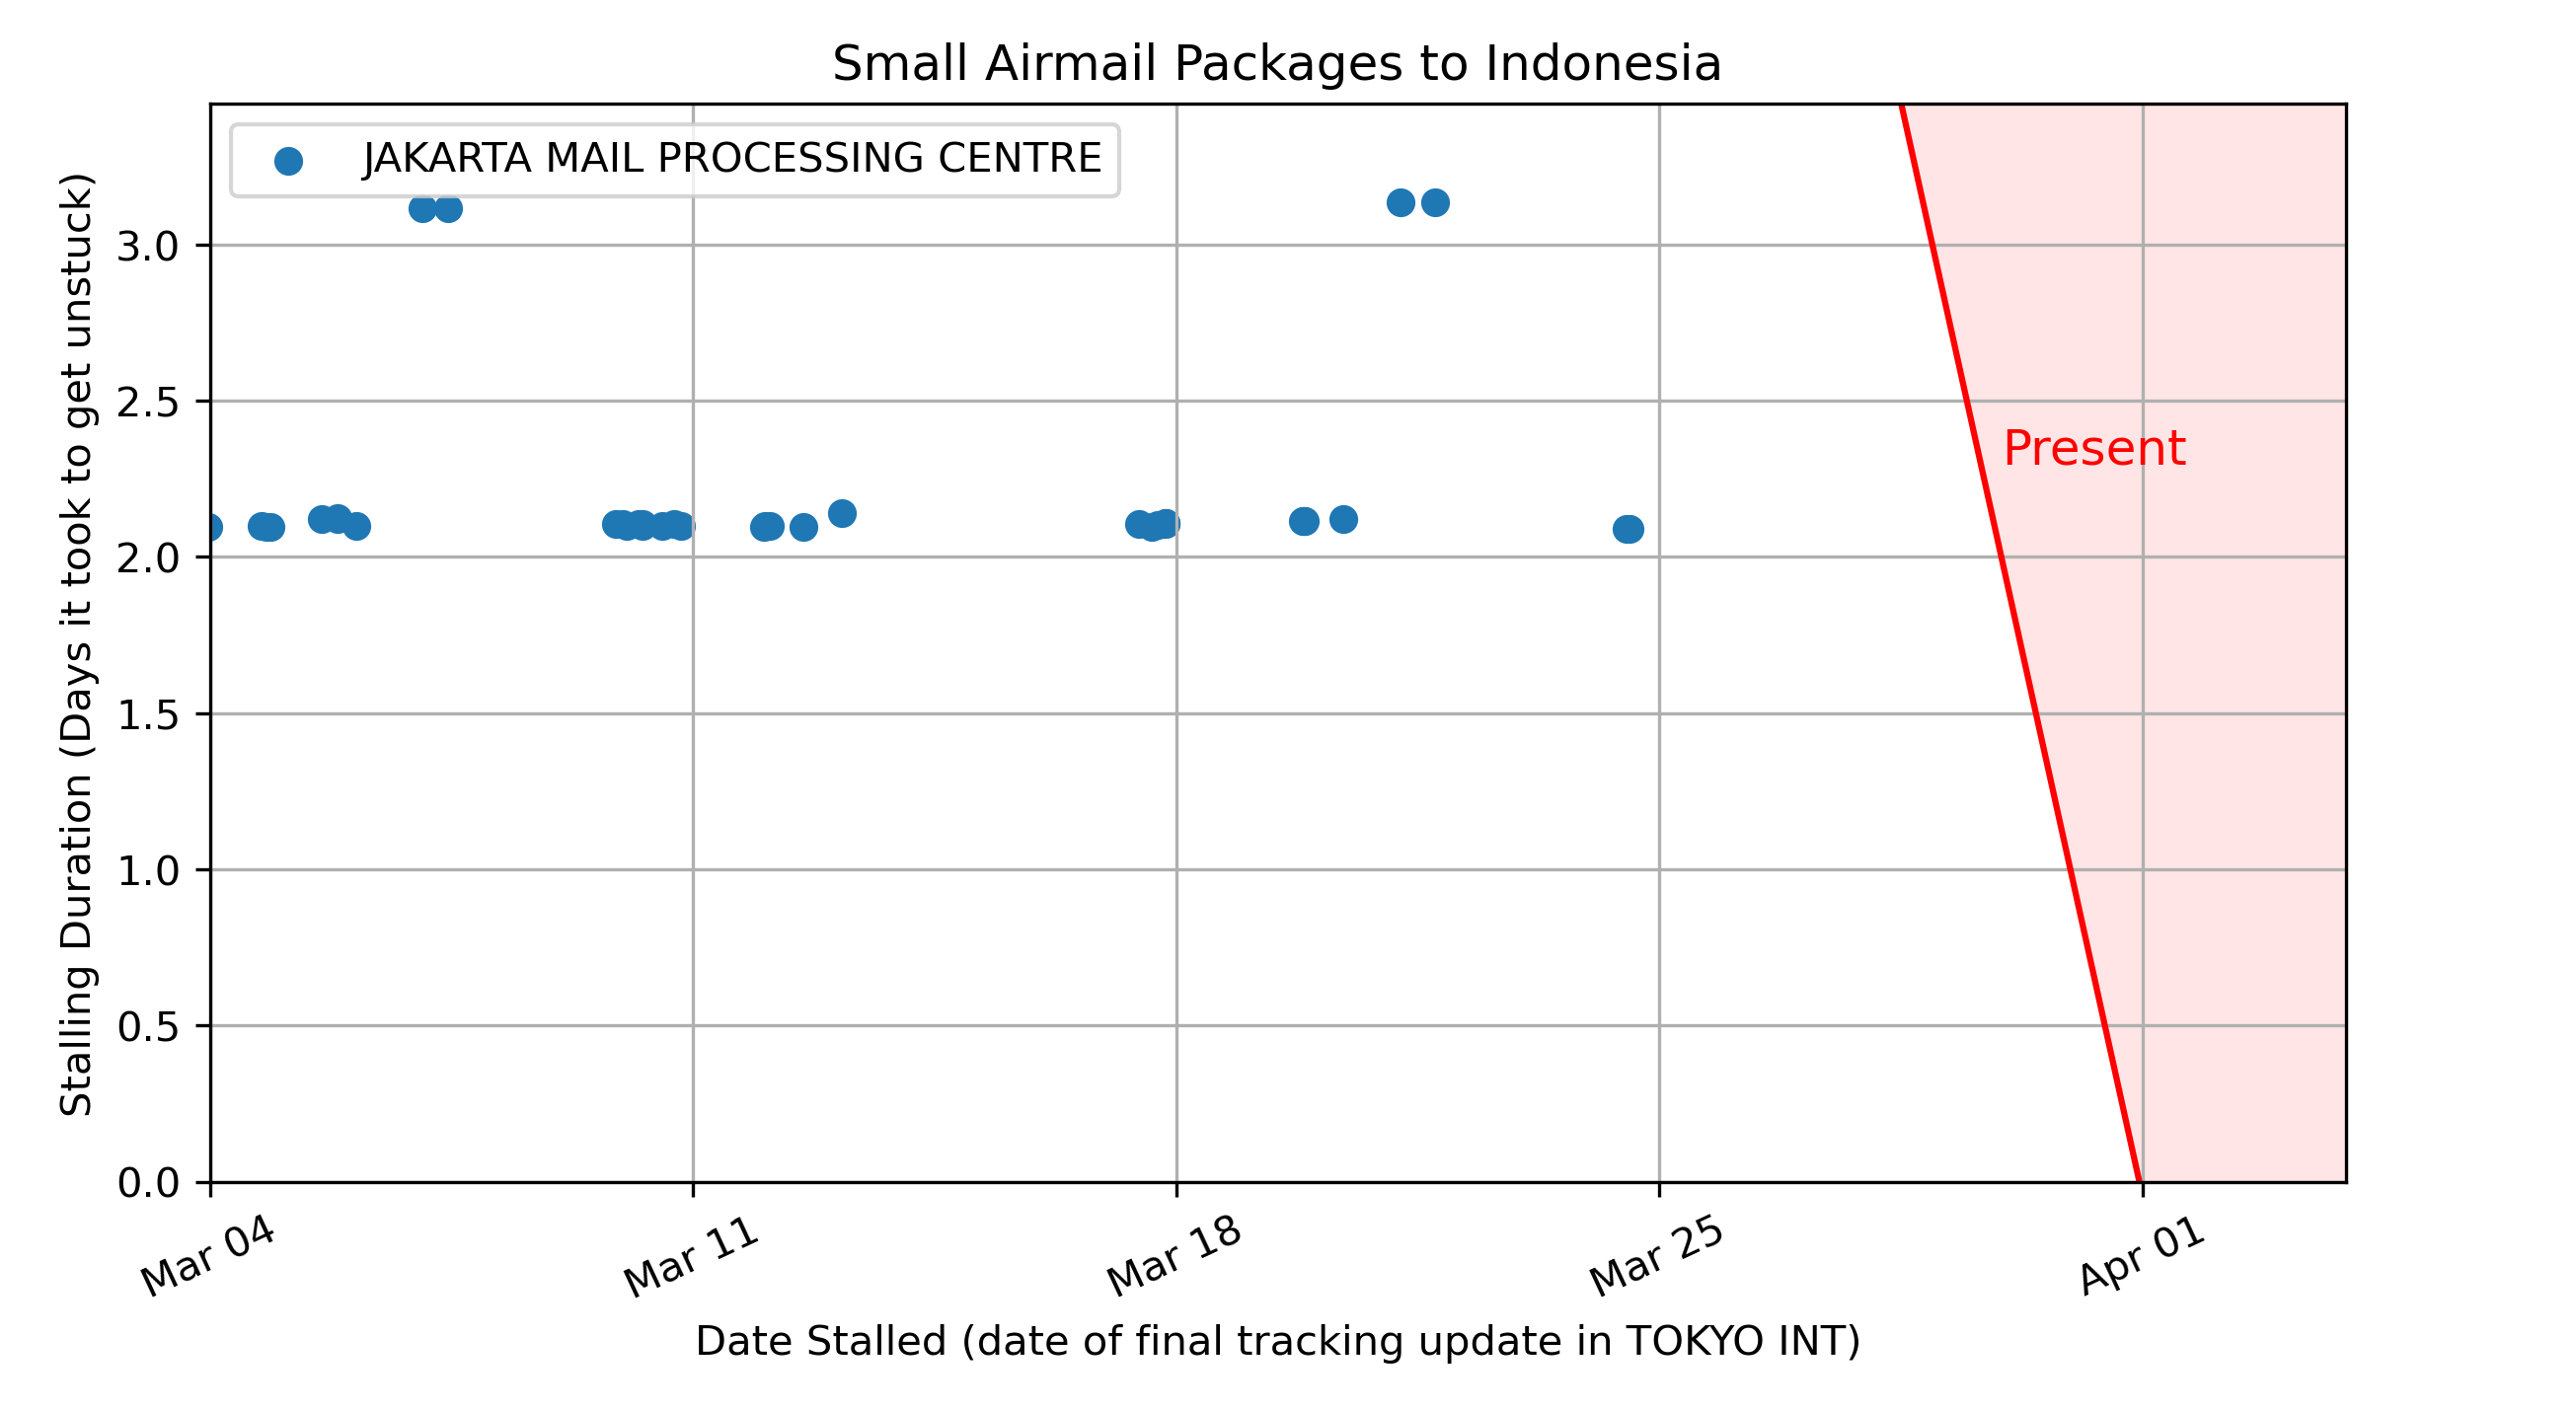 Small Airmail Packages to Indonesia
JAKARTA MAIL PROCESSING CENTRE
Stalling Duration (Days it took to get unstuck)
3.0
2.5
2.0
1.5
1.0
0.5
0.0
Present
Mar 04
Mar 11
Mar 18
Mar 25
Apr 01
Date Stalled (date of final tracking update in TOKYO INT)